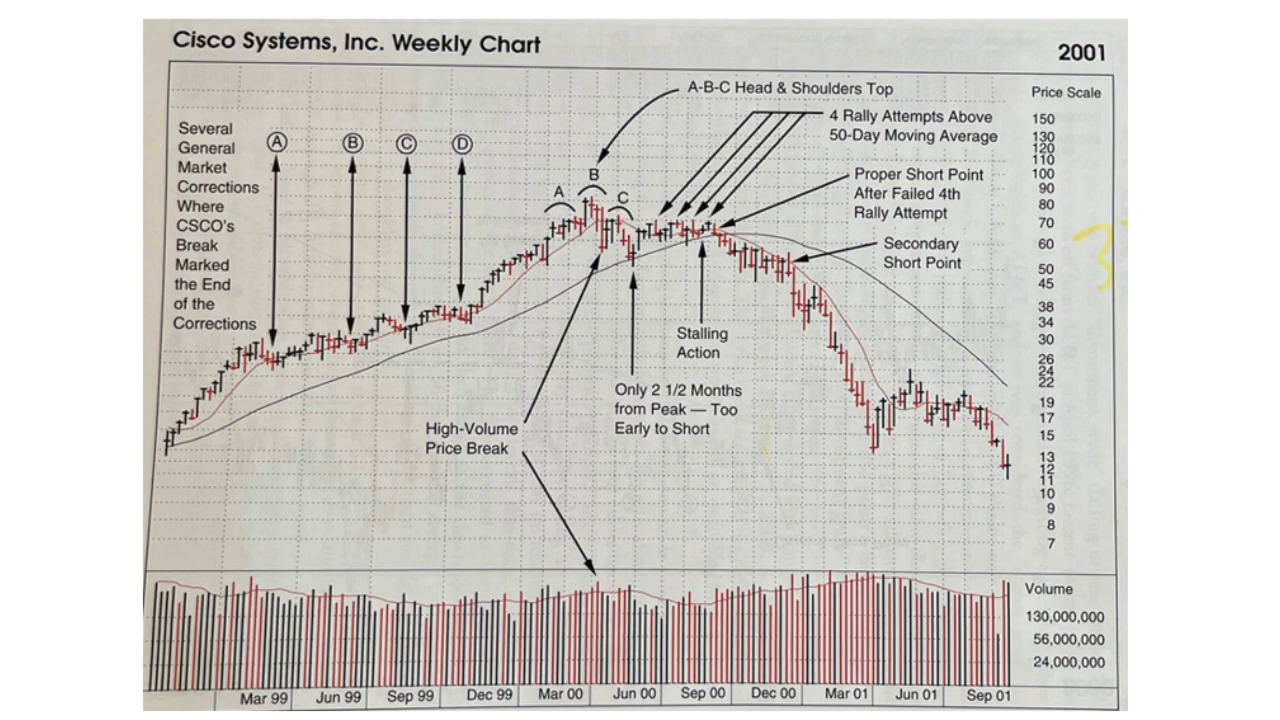 Cisco Systems, Inc. Weekly Chart
2001
A-B-C Head & Shoulders Top
Price Scale
4 Rally Attempts Above
50-Day Moving Average
Several
General
Market
Corrections
Where
CSCO's
Break
Marked
the End
of the
Corrections
A
B
C
D
A
B
C
Proper Short Point
After Failed 4th
Rally Attempt
Secondary
Short Point
Stalling
Action
Only 2 1/2 Months
from Peak — Too
Early to Short
High-Volume
Price Break
150
130
120
110
100
90
80
70
60
50
45
38
34
30
26
24
22
19
17
15
13
12
11
10
9
8
7
Volume
130,000,000
56,000,000
24,000,000
Mar 99
Jun 99
Sep 99
Dec 99
Mar 00
Jun 00
Sep 00
Dec 00
Mar 01
Jun 01
Sep 01